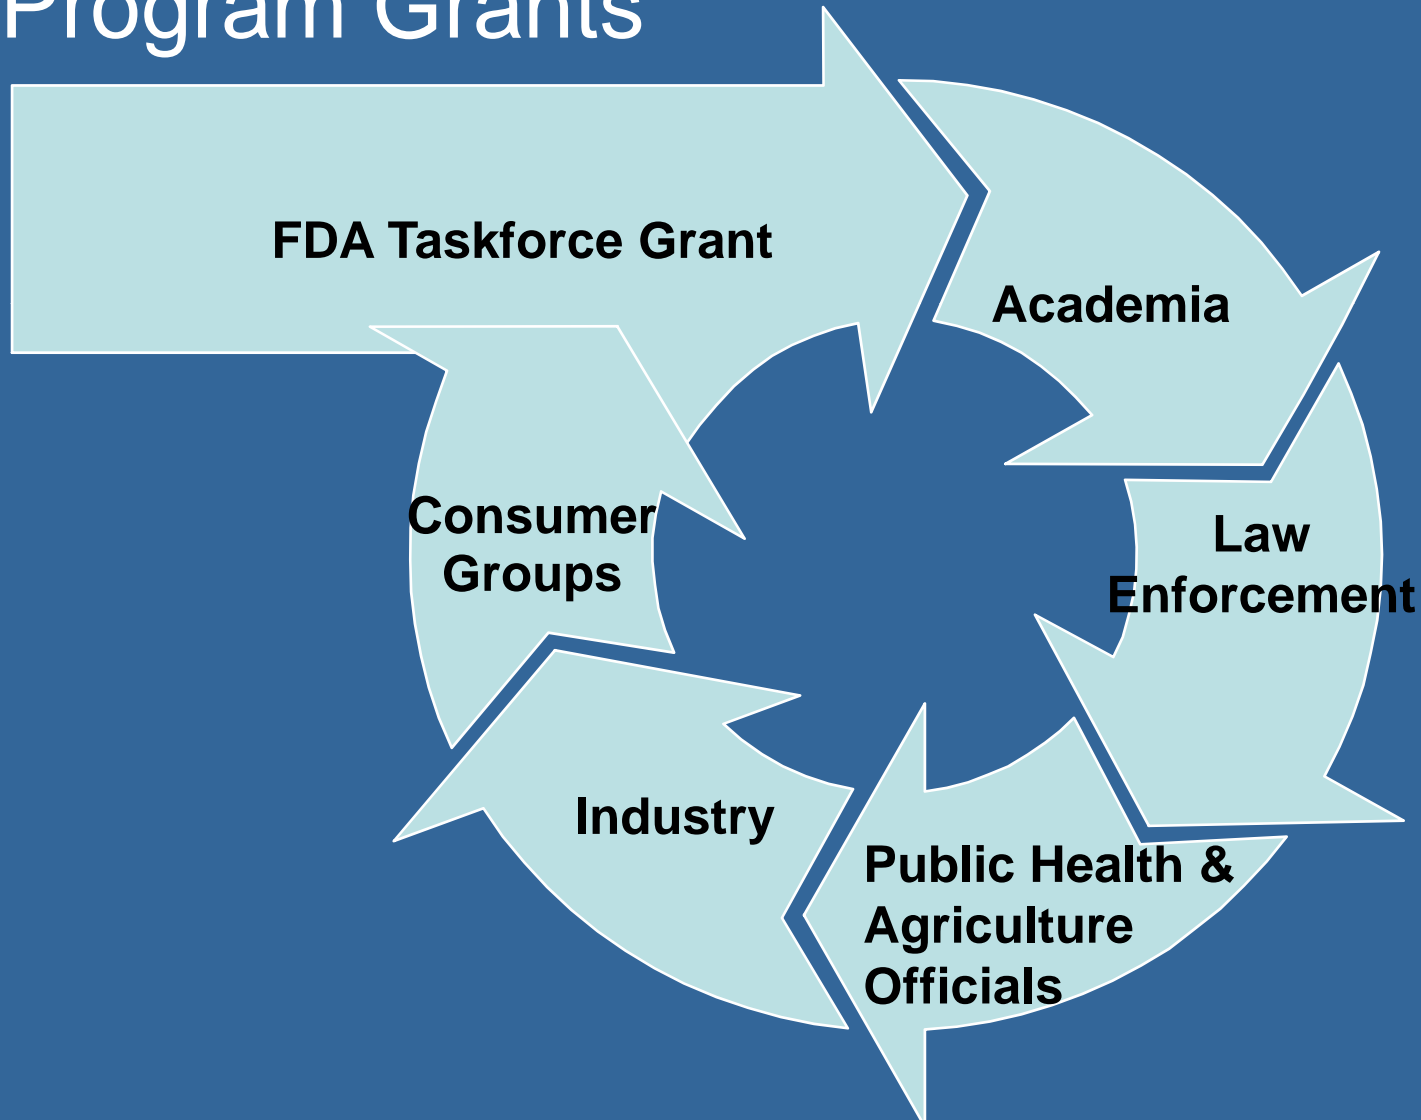 Program Grants
FDA Taskforce Grant
Academia
Law
Enforcement
Public Health &
Agriculture
Officials
Industry
Consumer
Groups